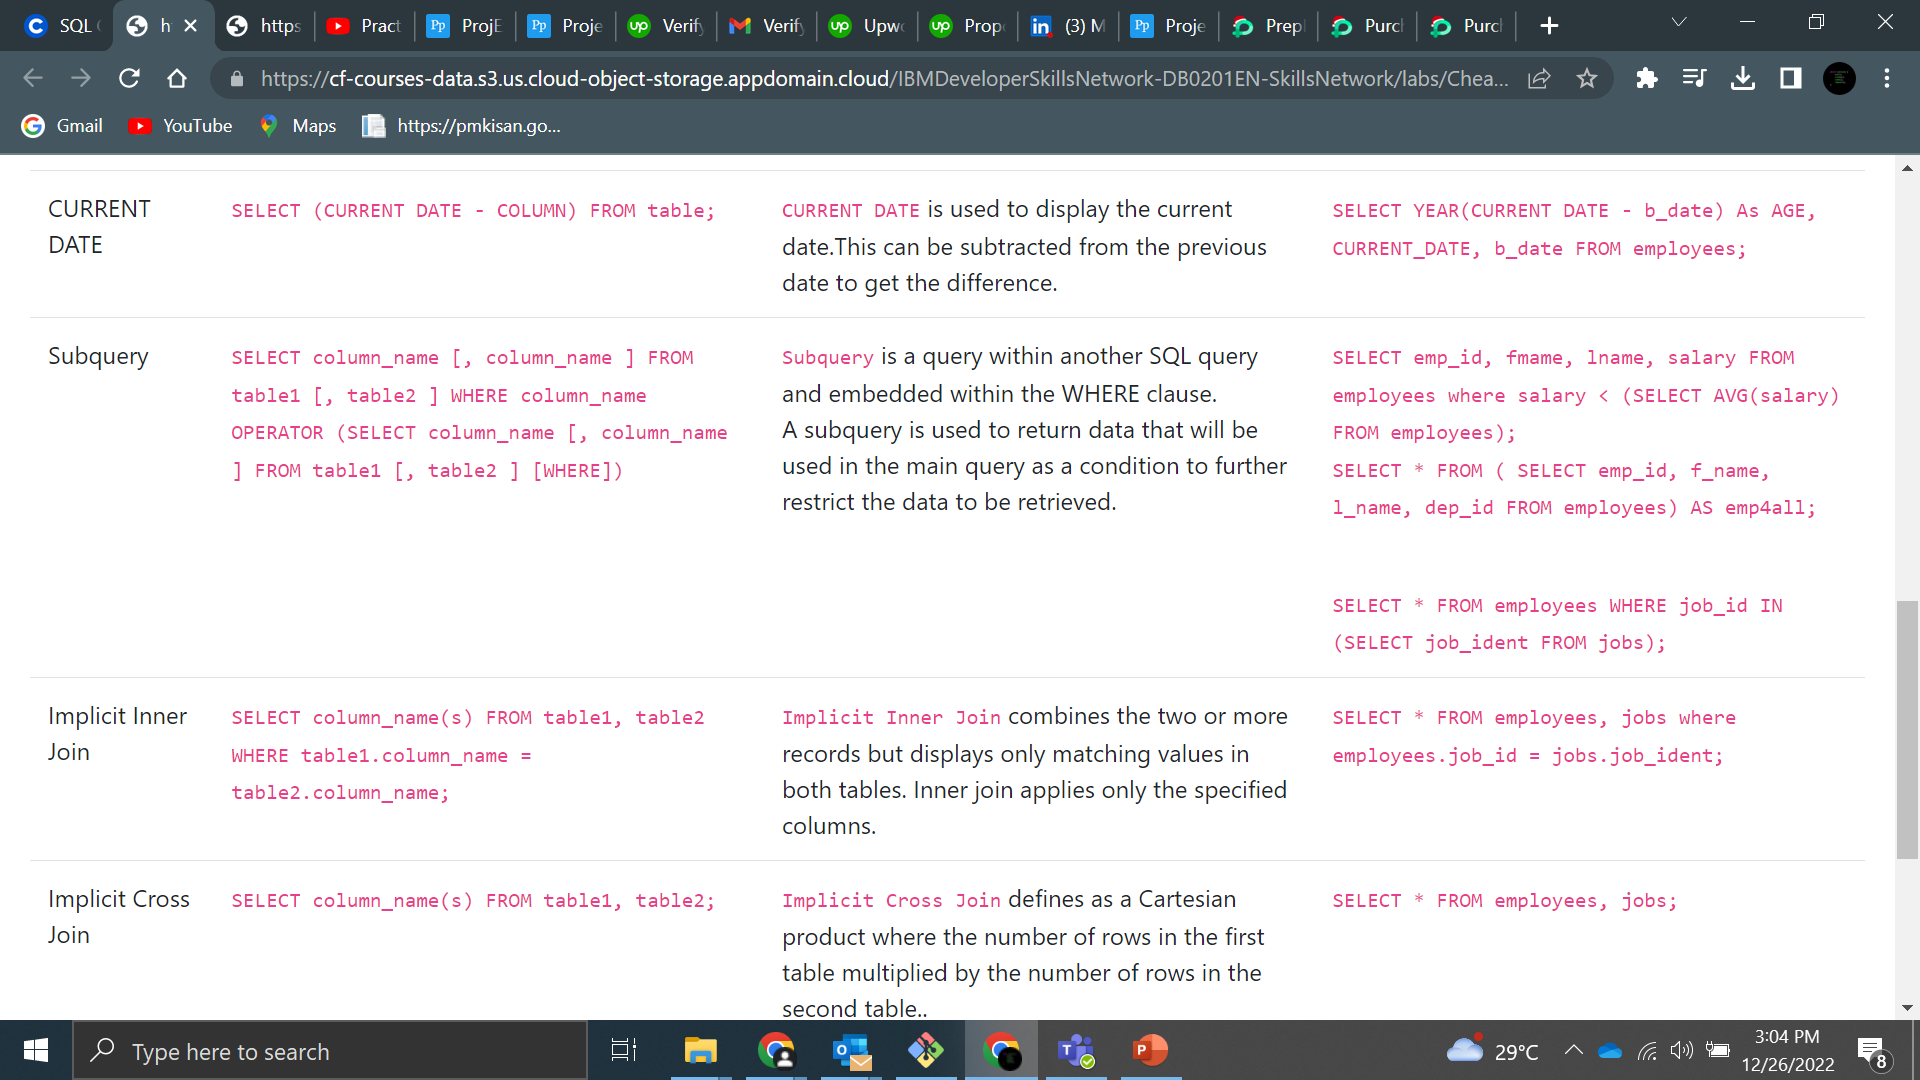 SQL
h
https
Pract
ProjE
Proje
Verify
Verify
Upwo
Propo
(3) M
Proje
Prepl
Purch
Purch
https://cf-courses-data.s3.us.cloud-object-storage.appdomain.cloud/IBMDeveloperSkillsNetwork-DB0201EN-SkillsNetwork/labs/Chea...
Gmail
YouTube
Maps
https://pmkisan.go...
CURRENT
DATE
SELECT (CURRENT DATE - COLUMN) FROM table;
CURRENT DATE is used to display the current
date.This can be subtracted from the previous
date to get the difference.
SELECT YEAR(CURRENT DATE - b_date) As AGE,
CURRENT_DATE, b_date FROM employees;
Subquery
SELECT column_name [, column_name ] FROM
table1 [, table2 ] WHERE column_name
OPERATOR (SELECT column_name [, column_name
] FROM table1 [, table2 ] [WHERE])
Subquery is a query within another SQL query
and embedded within the WHERE clause.
A subquery is used to return data that will be
used in the main query as a condition to further
restrict the data to be retrieved.
SELECT emp_id, fmame, lname, salary FROM
employees where salary < (SELECT AVG(salary)
FROM employees);
SELECT * FROM ( SELECT emp_id, f_name,
l_name, dep_id FROM employees) AS emp4all;
SELECT * FROM employees WHERE job_id IN
(SELECT job_ident FROM jobs);
Implicit Inner
Join
SELECT column_name(s) FROM table1, table2
WHERE table1.column_name =
table2.column_name;
Implicit Inner Join combines the two or more
records but displays only matching values in
both tables. Inner join applies only the specified
columns.
SELECT * FROM employees, jobs where
employees.job_id = jobs.job_ident;
Implicit Cross
Join
SELECT column_name(s) FROM table1, table2;
Implicit Cross Join defines as a Cartesian
product where the number of rows in the first
table multiplied by the number of rows in the
second table..
SELECT * FROM employees, jobs;
Type here to search
29°C
3:04 PM
12/26/2022
8